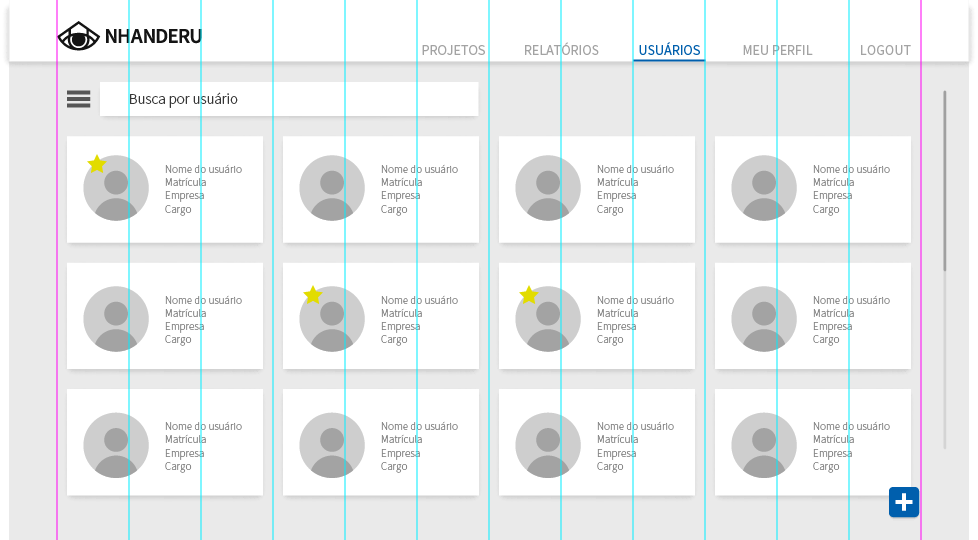 NHANDERU
PROJETOS RELATÓRIOS USUÁRIOS MEU PERFIL LOGOUT
Busca por usuário
Nome do usuário
Matrícula
Empresa
Cargo
Nome do usuário
Matrícula
Empresa
Cargo
Nome do usuário
Matrícula
Empresa
Cargo
Nome do usuário
Matrícula
Empresa
Cargo
Nome do usuário
Matrícula
Empresa
Cargo
Nome do usuário
Matrícula
Empresa
Cargo
Nome do usuário
Matrícula
Empresa
Cargo
Nome do usuário
Matrícula
Empresa
Cargo
Nome do usuário
Matrícula
Empresa
Cargo
Nome do usuário
Matrícula
Empresa
Cargo
Nome do usuário
Matrícula
Empresa
Cargo
Nome do usuário
Matrícula
Empresa
Cargo